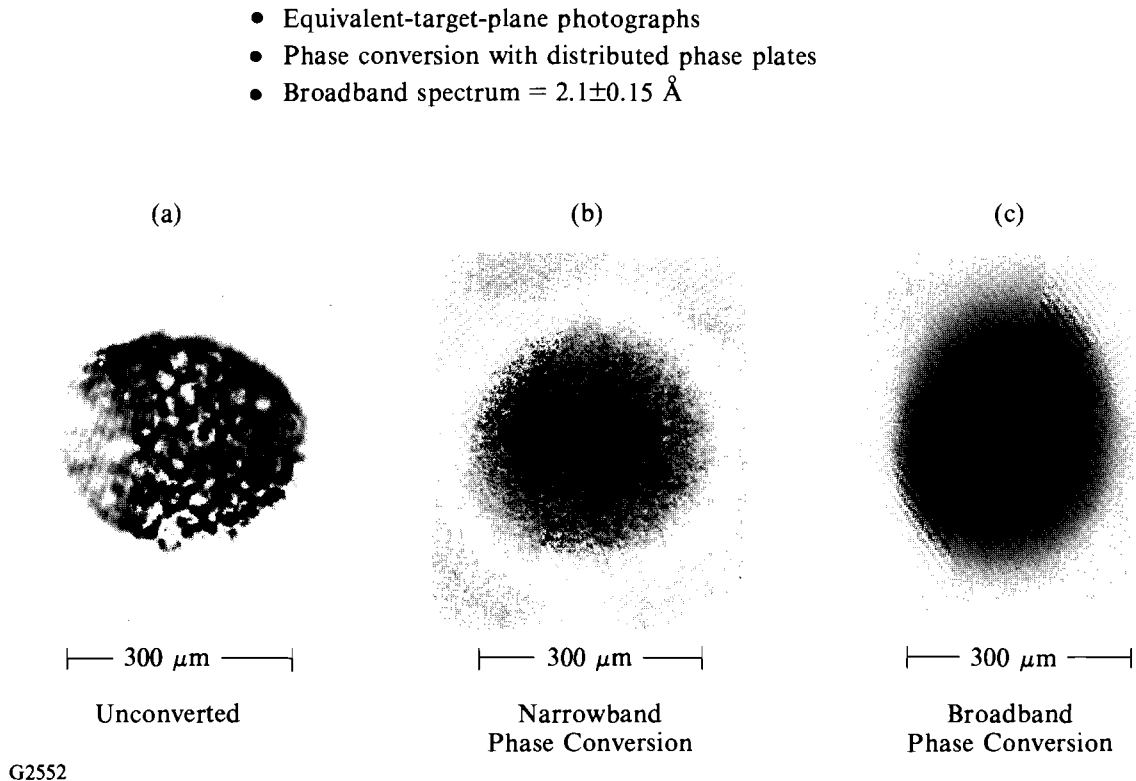 • Equivalent-target-plane photographs
• Phase conversion with distributed phase plates
• Broadband spectrum = 2.1±0.15 Å
(a)
(b)
(c)
300 μm
300 μm
300 μm
Unconverted
Narrowband
Phase Conversion
Broadband
Phase Conversion
G2552